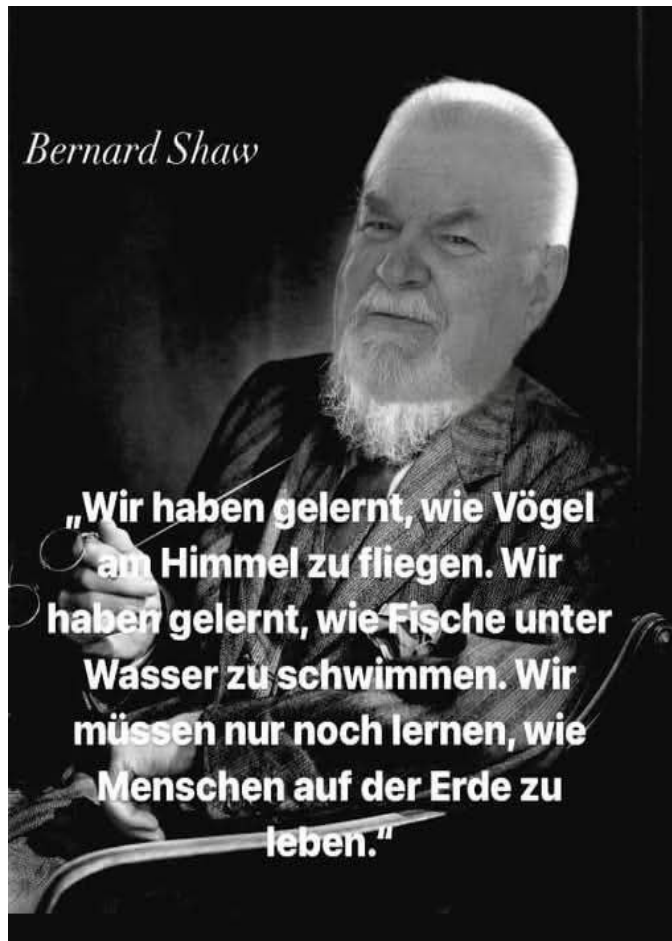 Bernard Shaw
„Wir haben gelernt, wie Vögel
am Himmel zu fliegen. Wir
haben gelernt, wie Fische unter
Wasser zu schwimmen. Wir
müssen nur noch lernen, wie
Menschen auf der Erde zu
leben.“